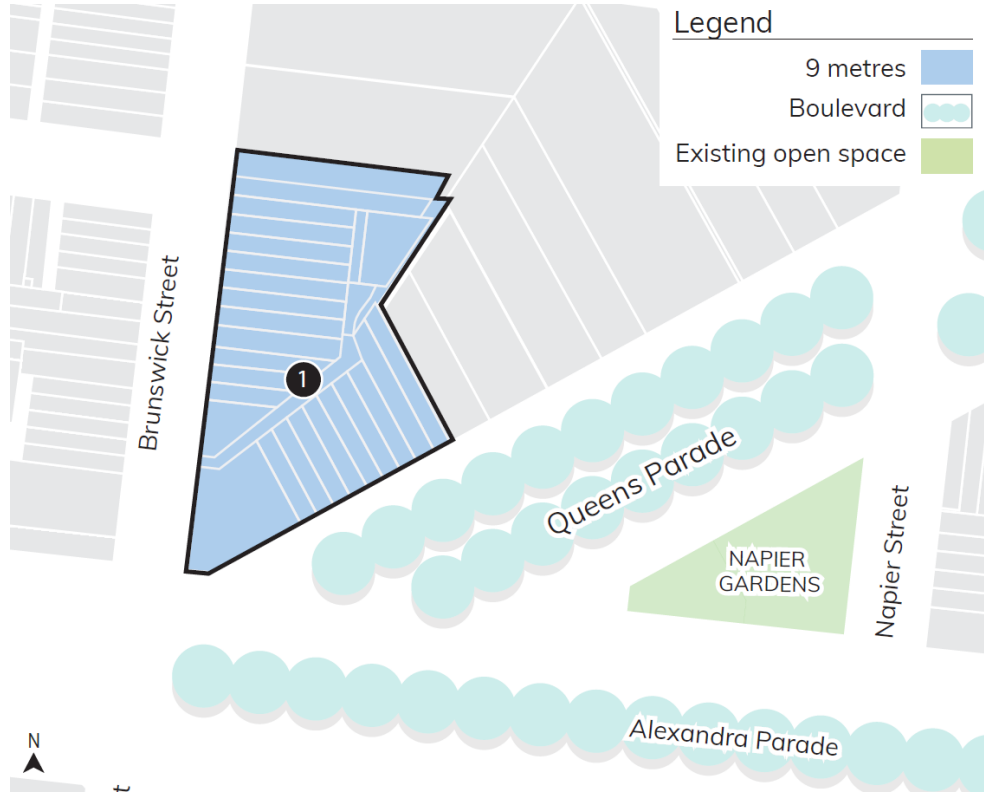 Legend
9 metres
Boulevard
Existing open space
Brunswick Street
1
Queens Parade
NAPIER
GARDENS
Napier Street
Alexandra Parade
N